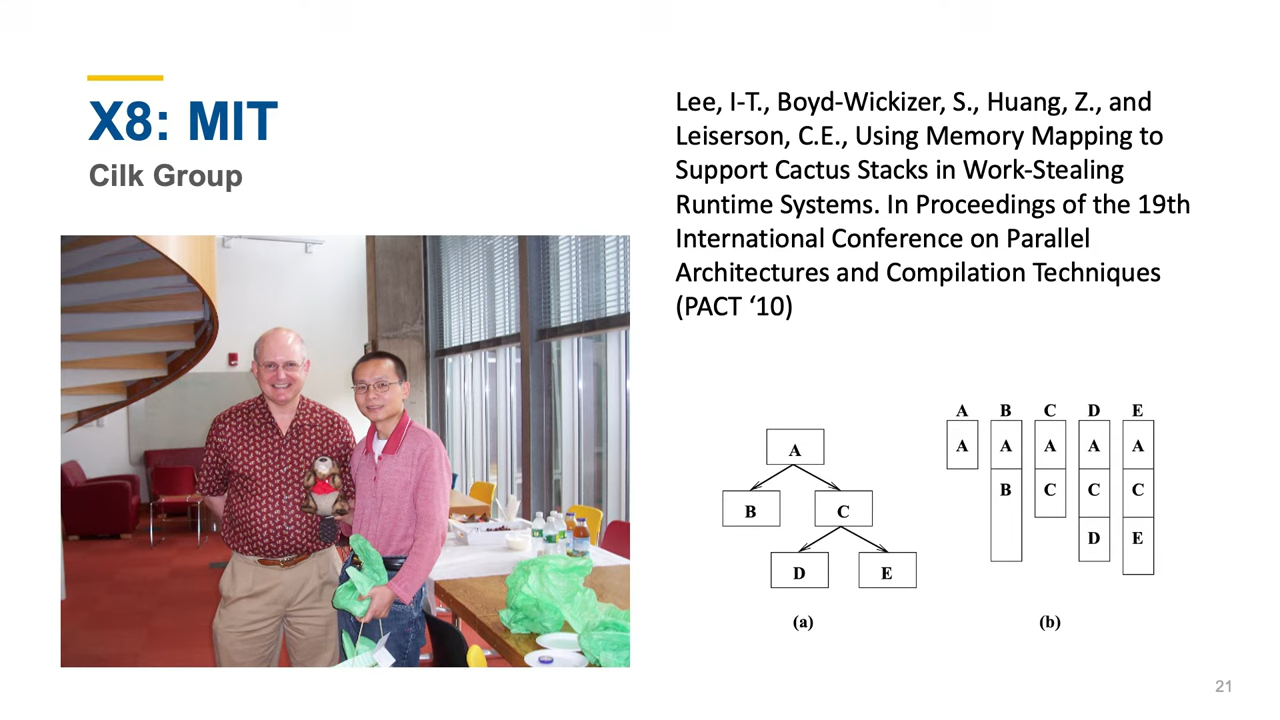 X8: MIT
Cilk Group
Lee, I-T., Boyd-Wickizer, S., Huang, Z., and
Leiserson, C.E., Using Memory Mapping to
Support Cactus Stacks in Work-Stealing
Runtime Systems. In Proceedings of the 19th
International Conference on Parallel
Architectures and Compilation Techniques
(PACT ‘10)
A
B
C
D
E
(a)
A B C D E
A A A A A
B C C C
D E
(b)
21